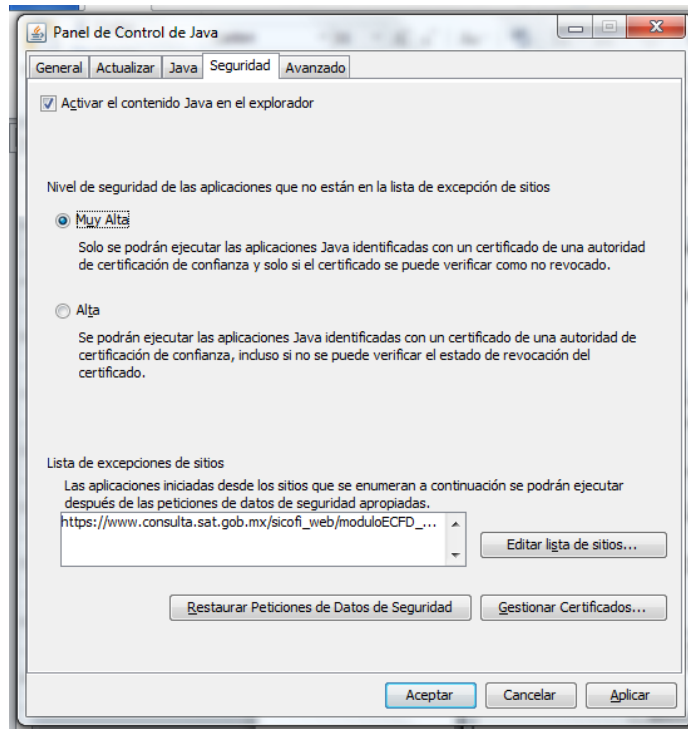 Panel de Control de Java
General Actualizar Java Seguridad Avanzado
Activar el contenido Java en el explorador
Nivel de seguridad de las aplicaciones que no están en la lista de excepción de sitios
Muy Alta
Solo se podrán ejecutar las aplicaciones Java identificadas con un certificado de una autoridad
de certificación de confianza y solo si el certificado se puede verificar como no revocado.
Alta
Se podrán ejecutar las aplicaciones Java identificadas con un certificado de una autoridad de
certificación de confianza, incluso si no se puede verificar el estado de revocación del
certificado.
Lista de excepciones de sitios
Las aplicaciones iniciadas desde los sitios que se enumeran a continuación se podrán ejecutar
después de las peticiones de datos de seguridad apropiadas.
https://www.consulta.sat.gob.mx/sicofi_web/moduloECFD_...
Editar lista de sitios...
Restaurar Peticiones de Datos de Seguridad Gestionar Certificados...
Aceptar Cancelar Aplicar